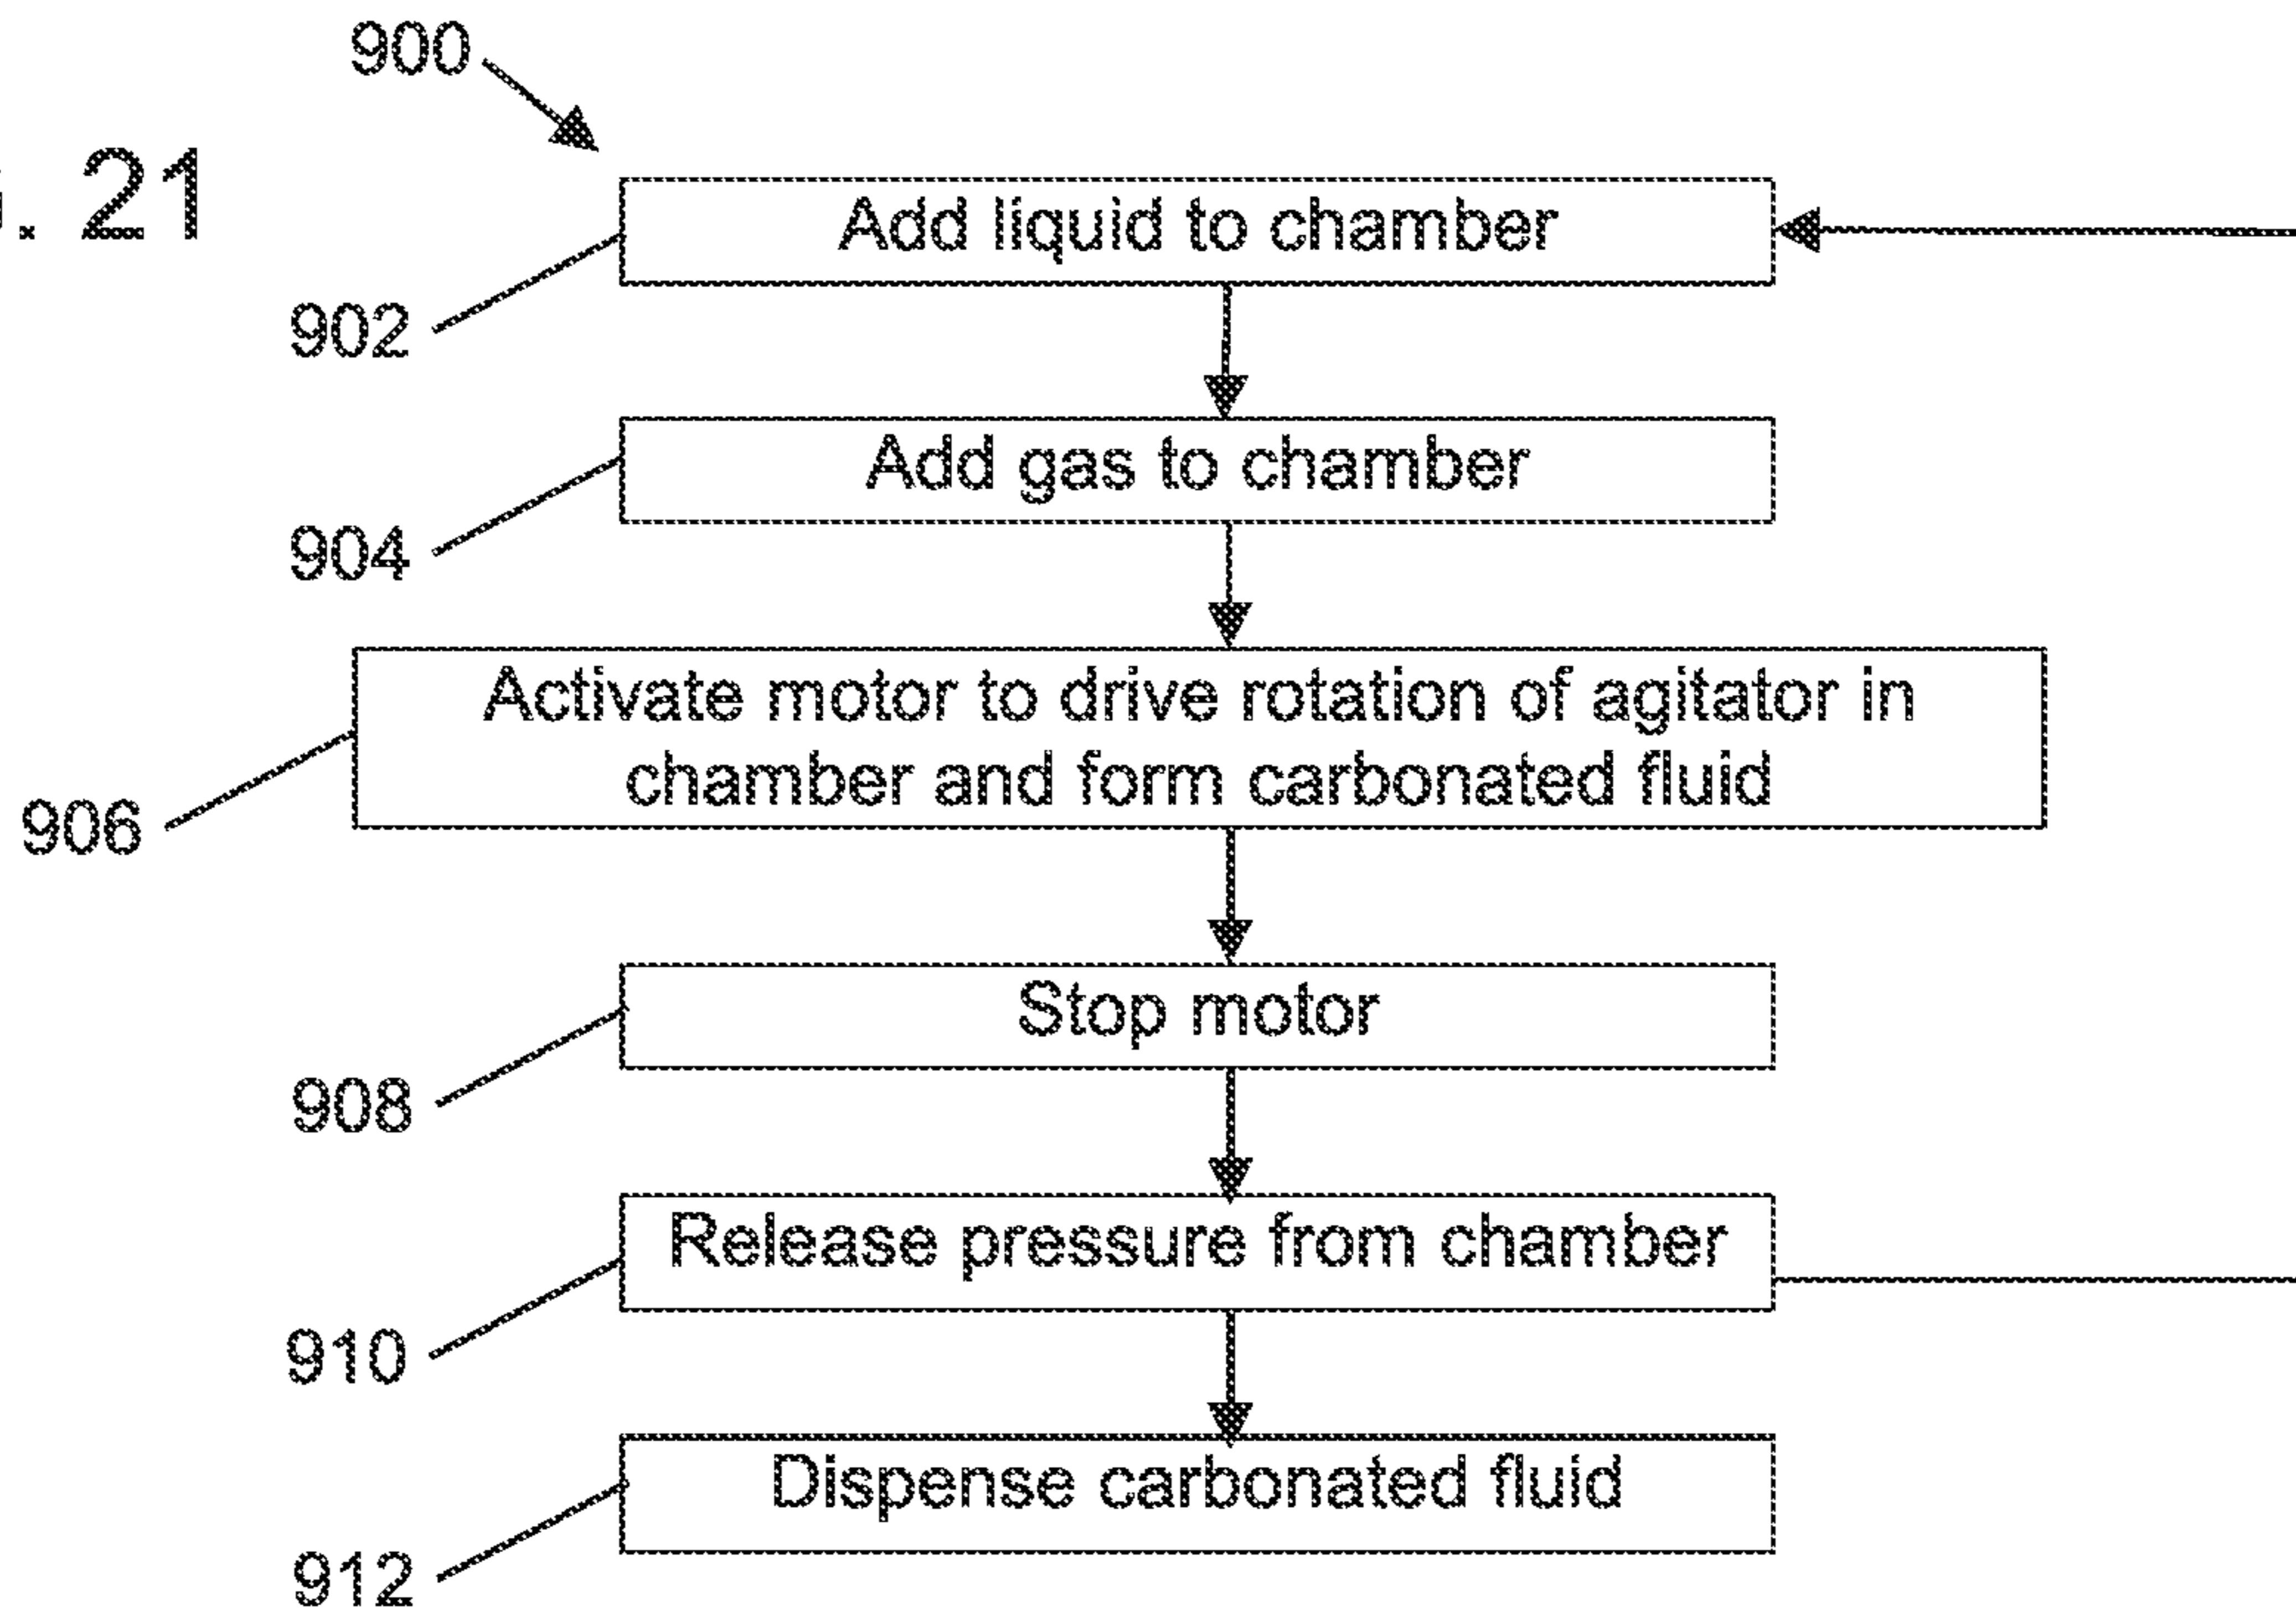 900
. 21
Add liquid to chamber
902
Add gas to chamber
904
Activate motor to drive rotation of agitator in
chamber and form carbonated fluid
906
Stop motor
908
Release pressure from chamber
910
Dispense carbonated fluid
912